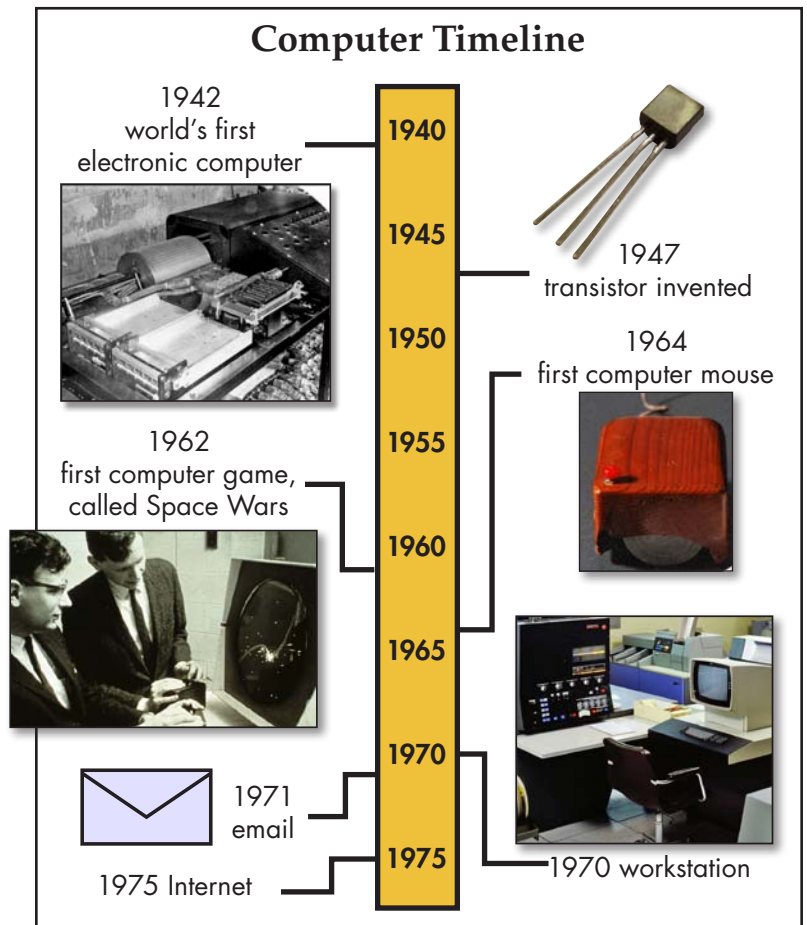 Computer Timeline
1942
world's first
electronic computer
1940
1945
1947
transistor invented
1950
1964
first computer mouse
1955
1962
first computer game,
called Space Wars
1960
1965
1970
1971
email
1975
1970 workstation
1975 Internet